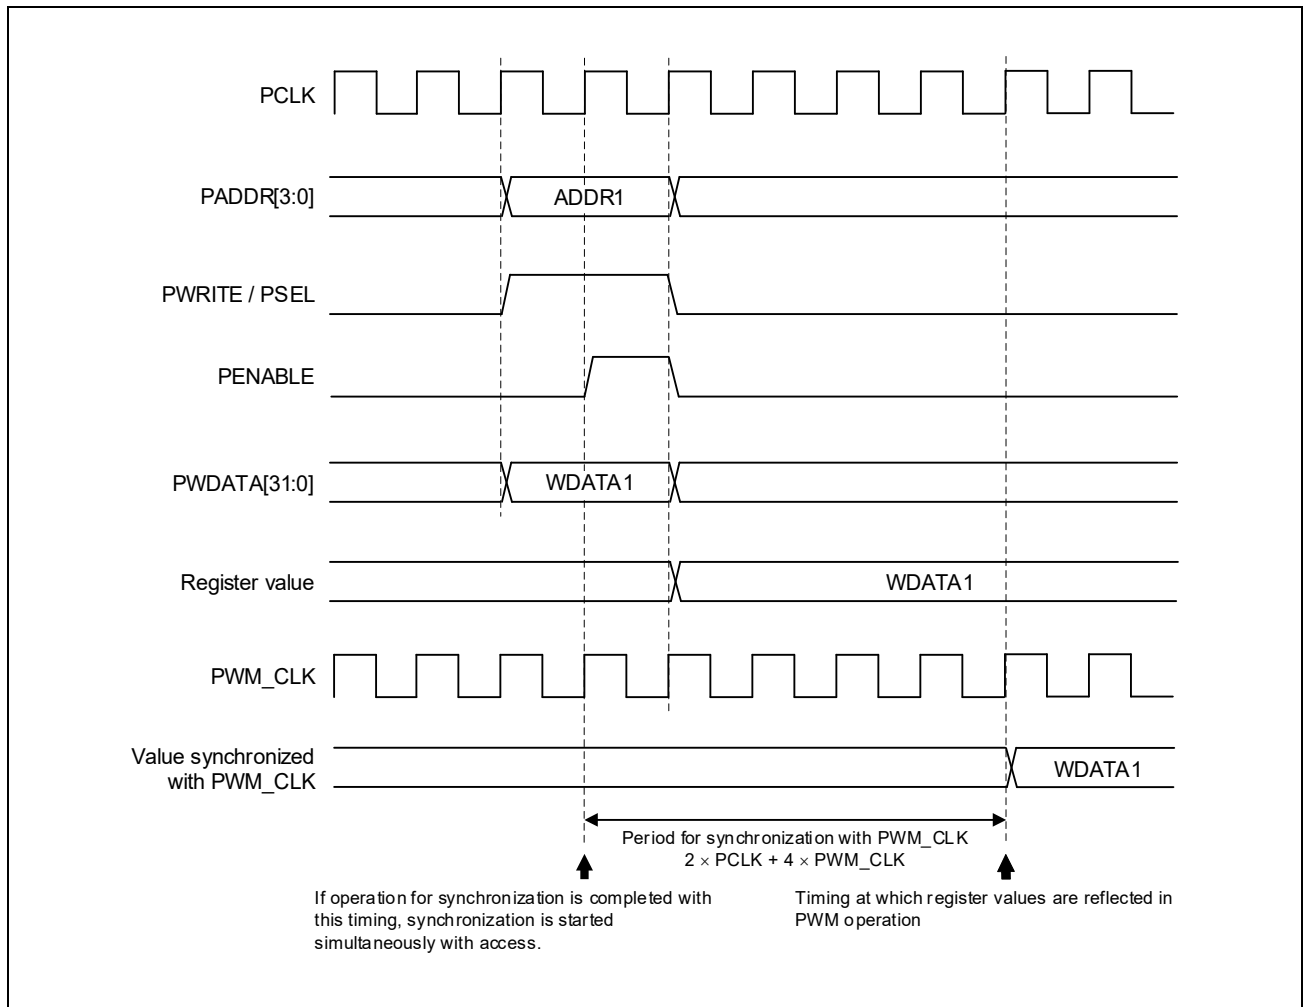 PCLK
PADDR[3:0]
ADDR1
PWRITE / PSEL
PENABLE
PWDATA[31:0]
WDATA1
Register value
WDATA1
PWM_CLK
Value synchronized
with PWM_CLK
WDATA1
Period for synchronization with PWM_CLK
2 × PCLK + 4 × PWM_CLK
If operation for synchronization is completed with
this timing, synchronization is started
simultaneously with access.
Timing at which register values are reflected in
PWM operation